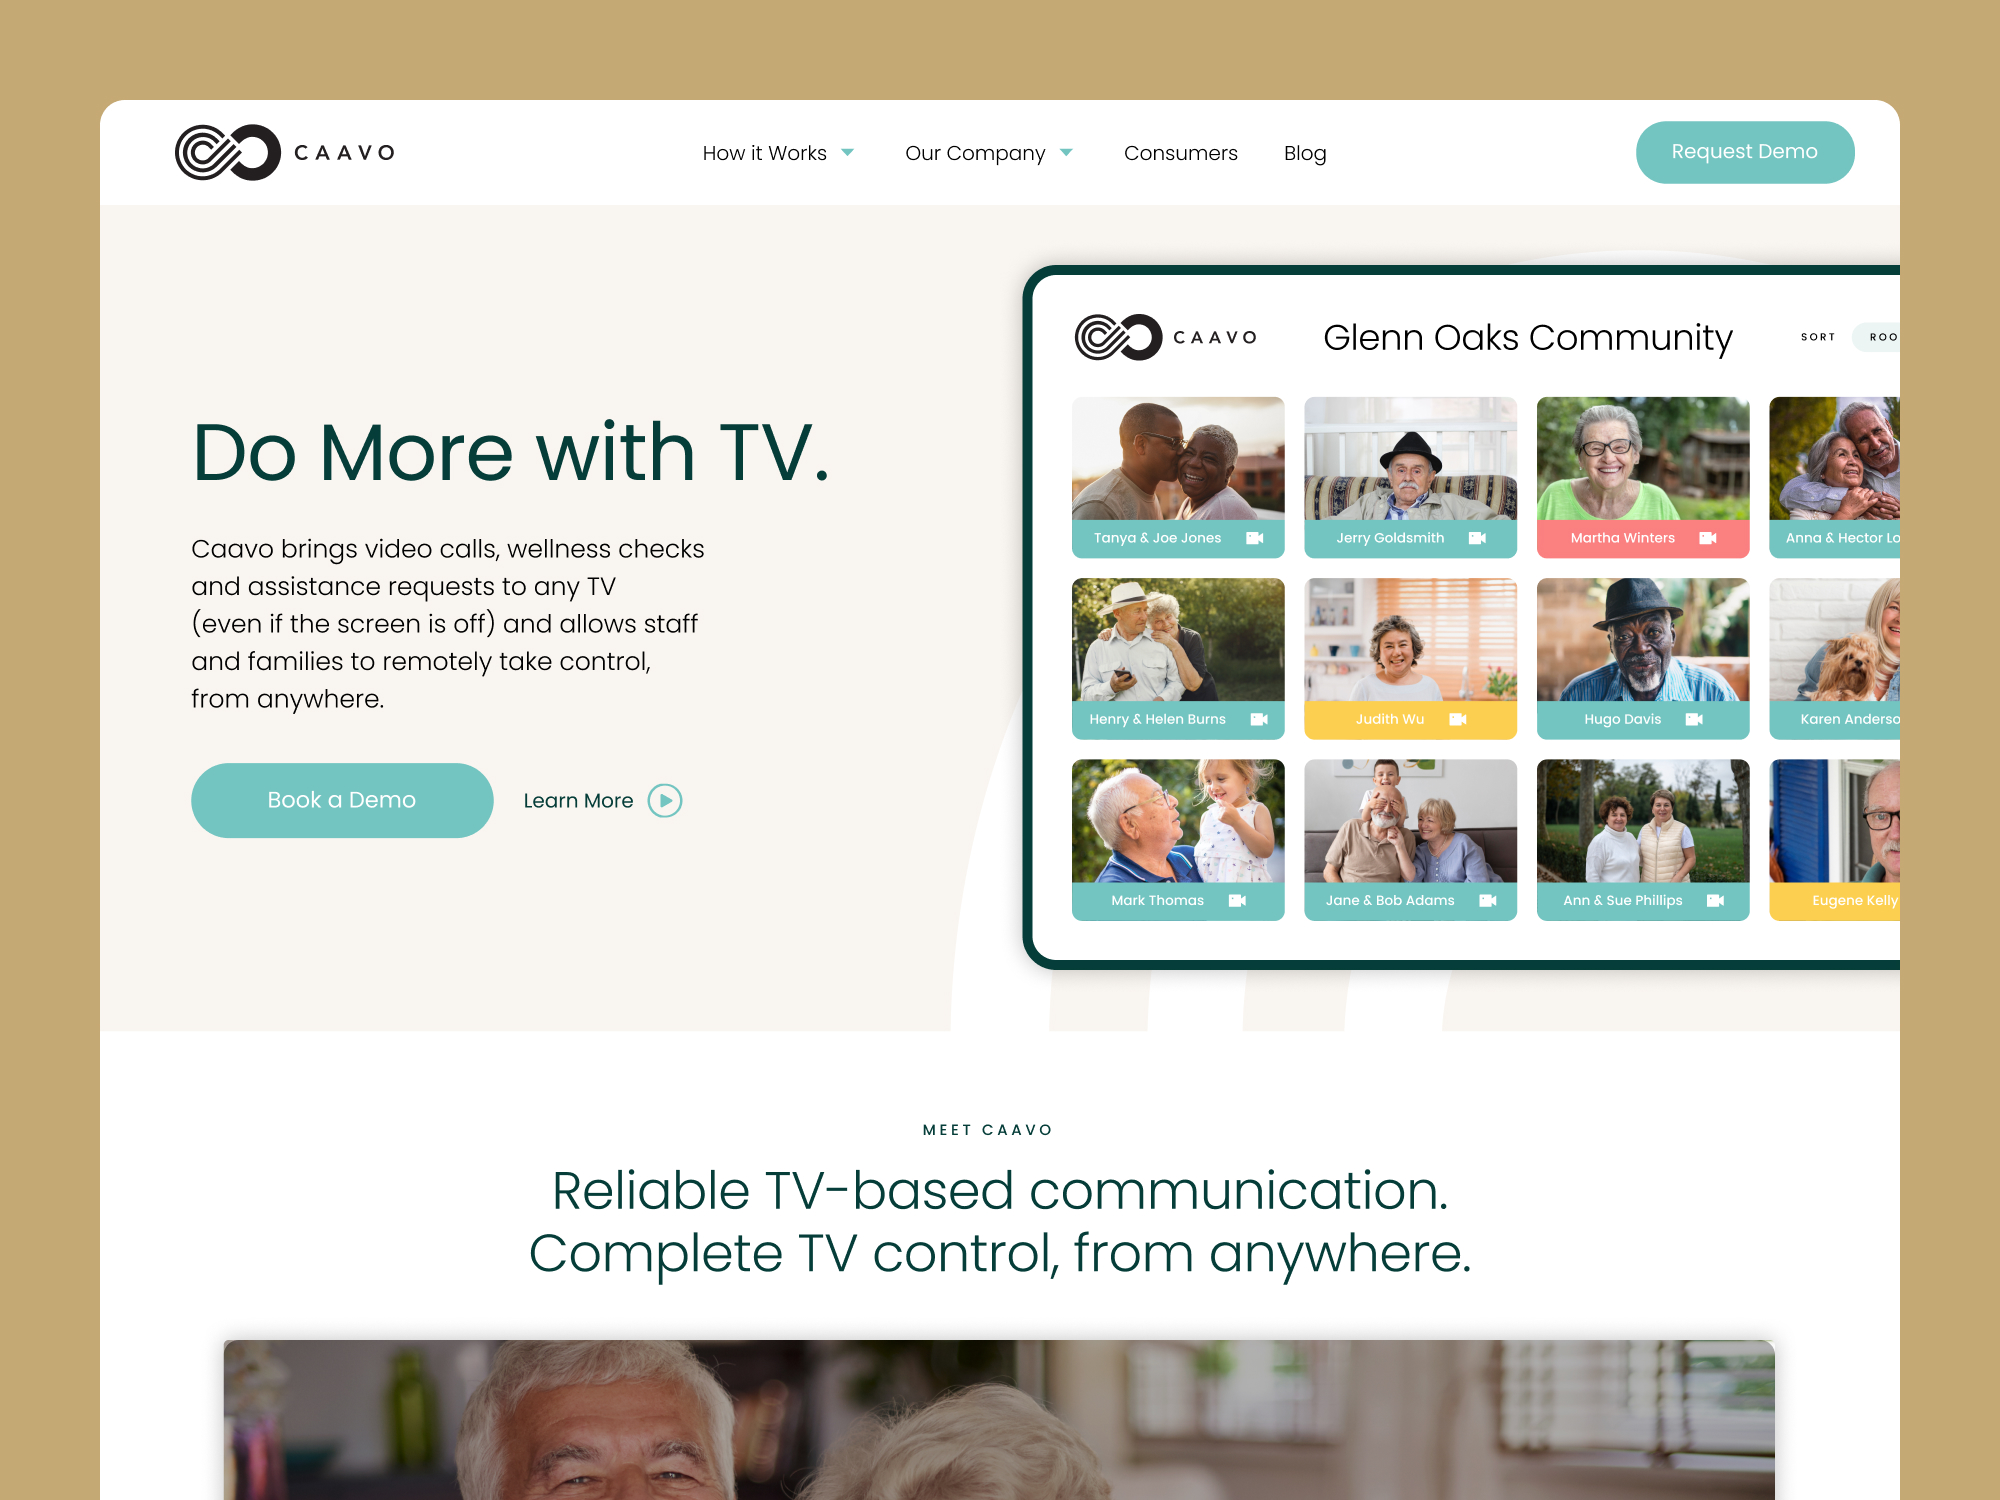 CAAVO
How it Works
Our Company
Consumers
Blog
Request Demo
Do More with TV.
Caavo brings video calls, wellness checks
and assistance requests to any TV
(even if the screen is off) and allows staff
and families to remotely take control,
from anywhere.
Book a Demo
Learn More
CAAVO
Glenn Oaks Community
SORT
ROO
Tanya & Joe Jones
Jerry Goldsmith
Martha Winters
Anna & Hector Lo
Henry & Helen Burns
Judith Wu
Hugo Davis
Karen Anderso
Mark Thomas
Jane & Bob Adams
Ann & Sue Phillips
Eugene Kelly
MEET CAAVO
Reliable TV-based communication.
Complete TV control, from anywhere.